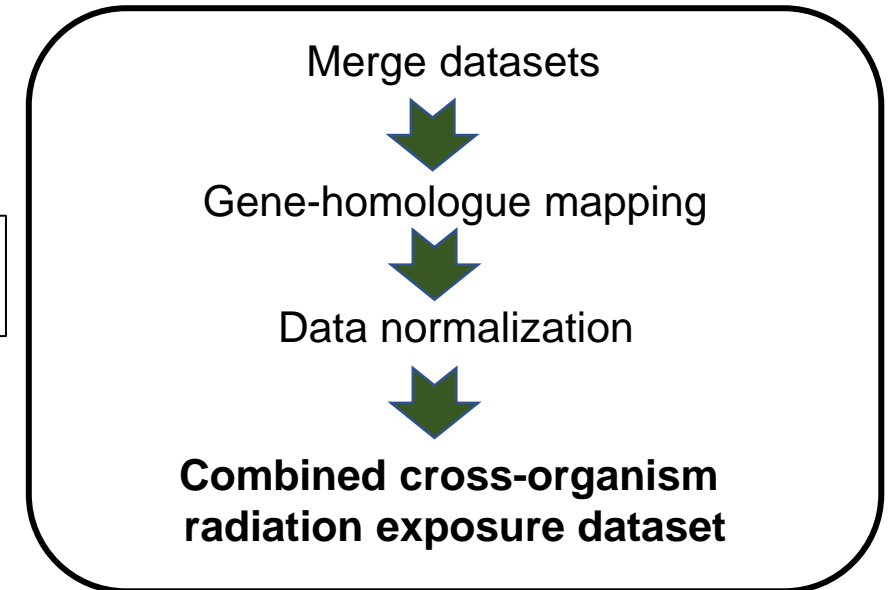 Merge datasets
Gene-homologue mapping
Data normalization
Combined cross-organism
radiation exposure dataset